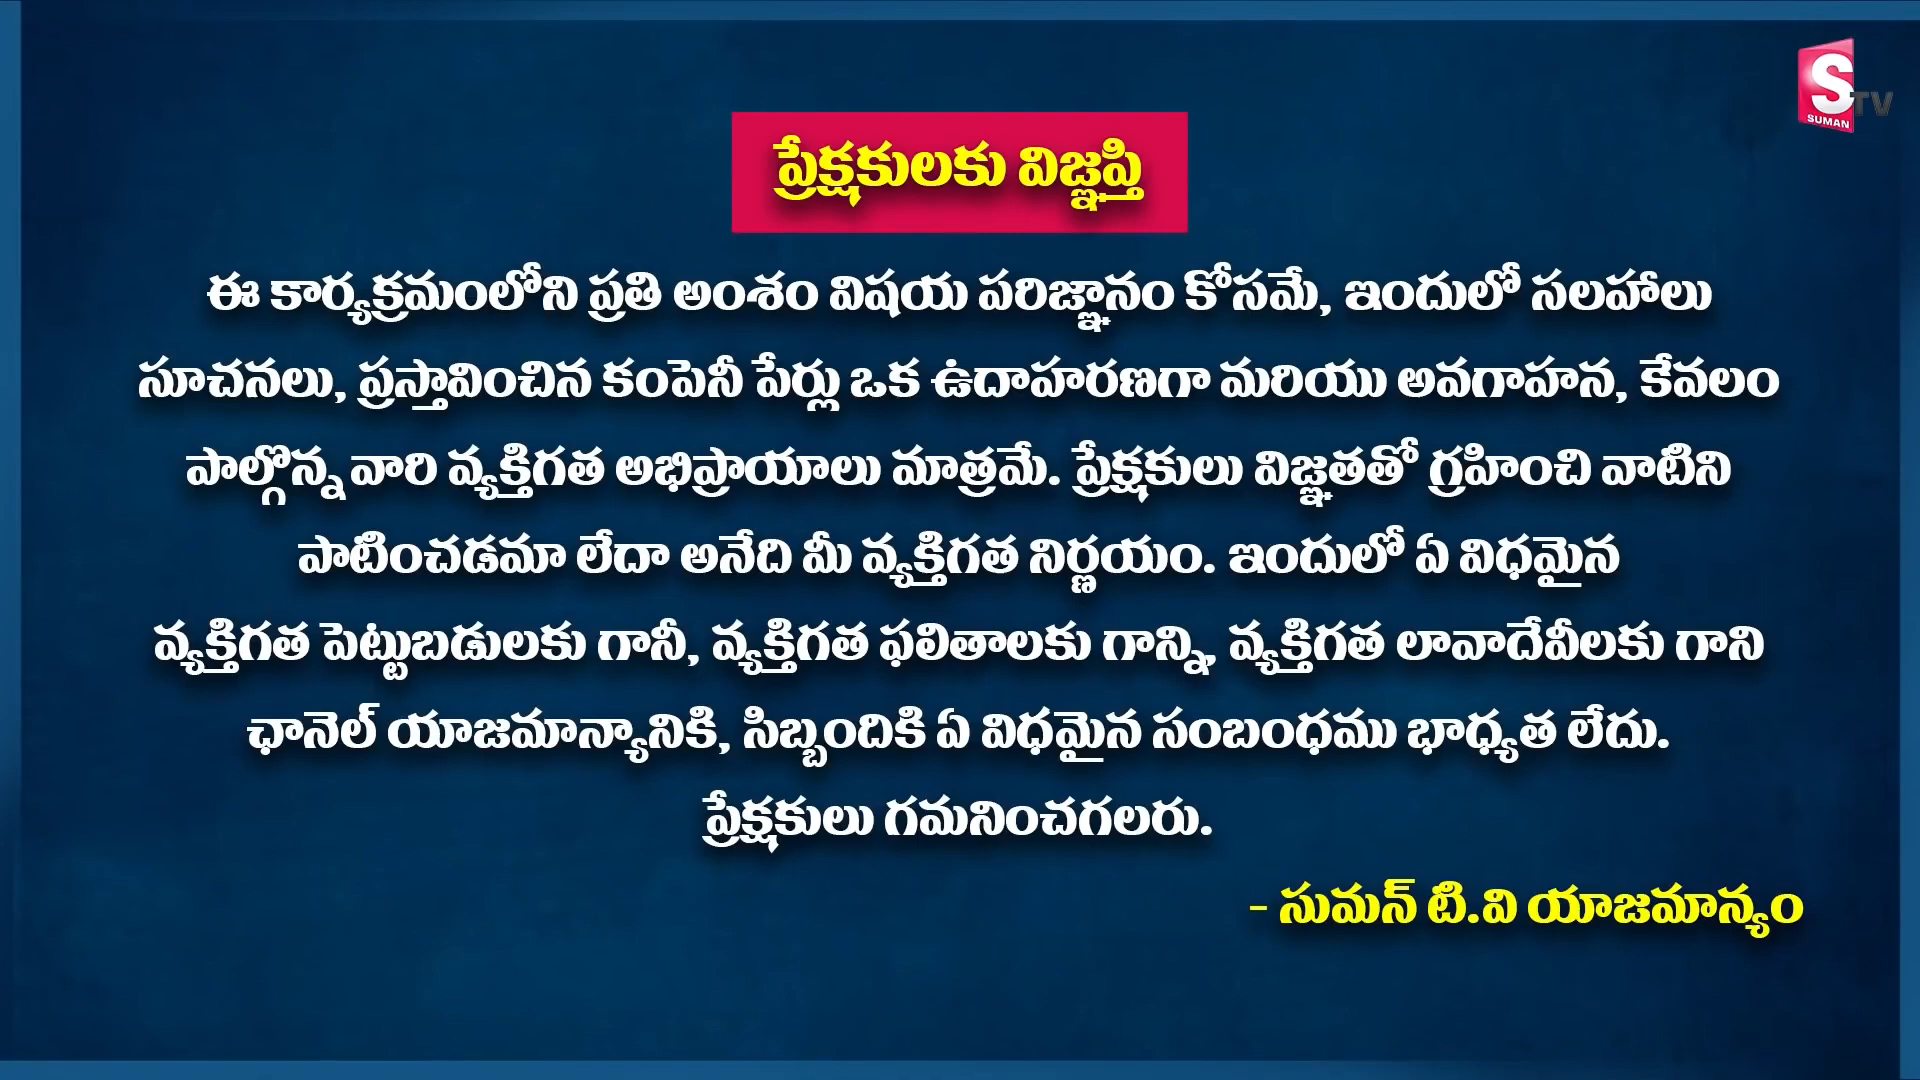 S
TV
SUMAN
ప్రేక్షకులకు విజ్ఞప్తి
ఈ కార్యక్రమంలోని ప్రతి అంశం విషయ పరిజ్ఞానం కోసమే, ఇందులో సలహాలు
సూచనలు, ప్రస్తావించిన కంపెనీ పేర్లు ఒక ఉదాహరణగా మరియు అవగాహన, కేవలం
పాల్గొన్న వారి వ్యక్తిగత అభిప్రాయాలు మాత్రమే. ప్రేక్షకులు విజ్ఞతతో గ్రహించి వాటిని
పాటించడమా లేదా అనేది మీ వ్యక్తిగత నిర్ణయం. ఇందులో ఏ విధమైన
వ్యక్తిగత పెట్టుబడులకు గానీ, వ్యక్తిగత ఫలితాలకు గాన్ని, వ్యక్తిగత లావాదేవీలకు గాని
ఛానెల్ యాజమాన్యానికి, సిబ్బందికి ఏ విధమైన సంబంధము భాధ్యత లేదు.
ప్రేక్షకులు గమనించగలరు.
- సుమన్ టి.వి యాజమాన్యం